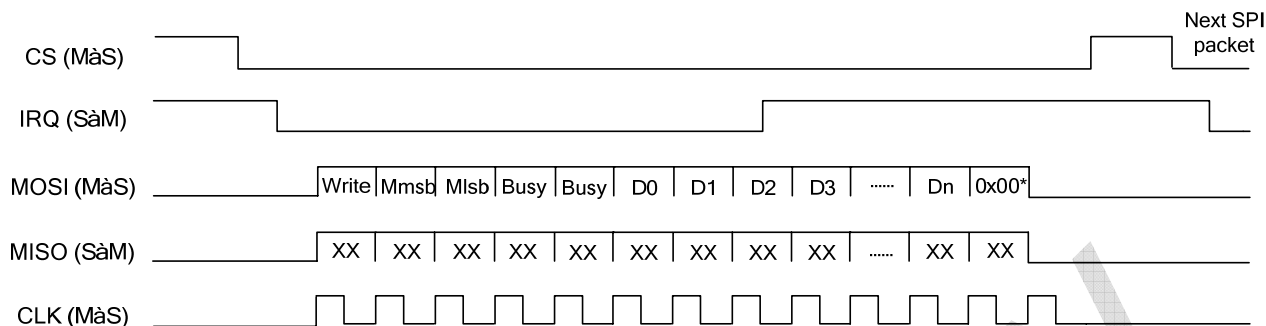 Next SPI
packet
CS (MàS)
IRQ (SàM)
MOSI (MàS) Write Mmsb Mlsb Busy Busy D0 D1 D2 D3 ...... Dn 0x00*
MISO (SàM) XX XX XX XX XX XX XX XX XX ...... XX XX
CLK (MàS)